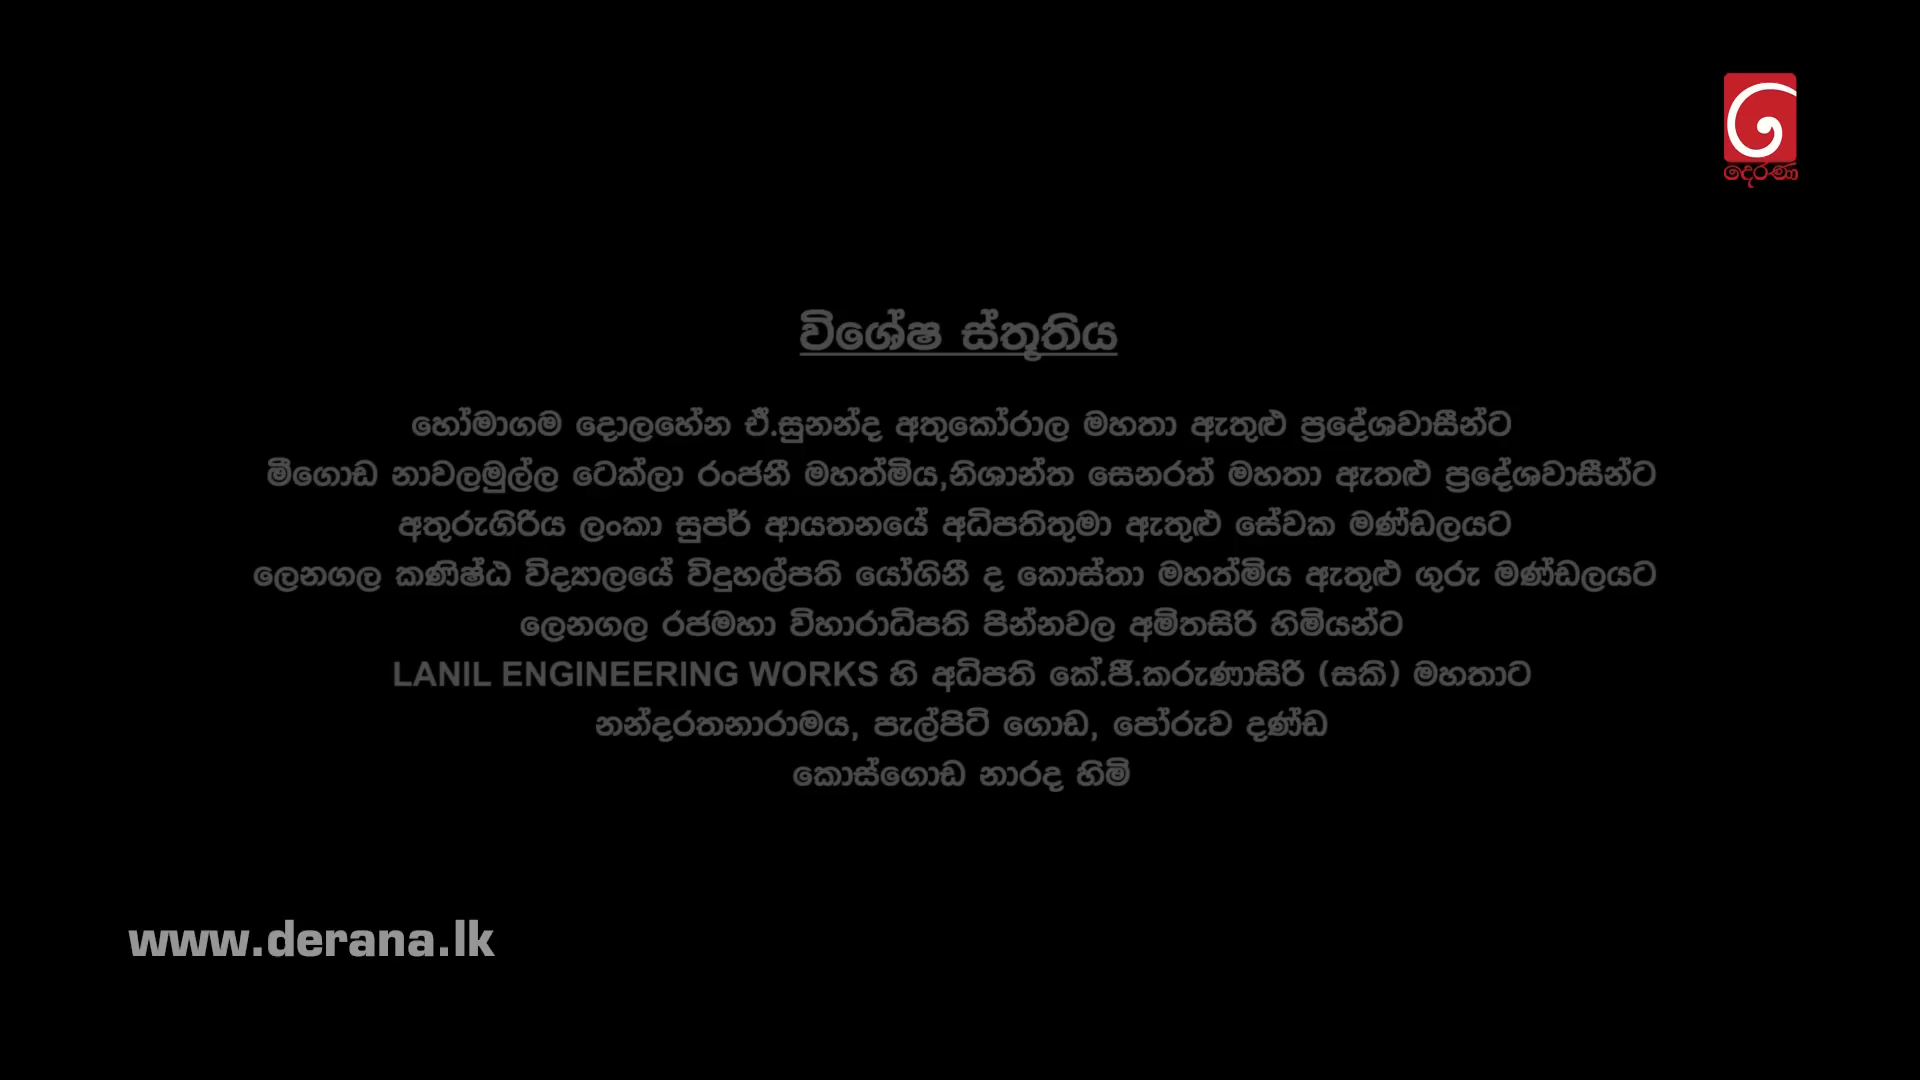 දෙරණ
විශේෂ ස්තූතිය
හෝමාගම දොලහේන ඒ.සුනන්ද අතුකෝරාල මහතා ඇතුළු ප්‍රදේශවාසීන්ට
මීගොඩ නාවලමුල්ල ටෙක්ලා රංජනී මහත්මිය,නිශාන්ත සෙනරත් මහතා ඇතළු ප්‍රදේශවාසීන්ට
අතුරුගිරිය ලංකා සුපර් ආයතනයේ අධිපතිතුමා ඇතුළු සේවක මණ්ඩලයට
ලෙනගල කණිෂ්ඨ විද්‍යාලයේ විදුහල්පති යෝගිනී ද කොස්තා මහත්මිය ඇතුළු ගුරු මණ්ඩලයට
ලෙනගල රජමහා විහාරාධිපති පින්නවල අමිතසිරි හිමියන්ට
LANIL ENGINEERING WORKS හි අධිපති කේ.ජී.කරුණාසිරි (සකි) මහතාට
නන්දරතනාරාමය, පැල්පිටි ගොඩ, පෝරුව දණ්ඩ
කොස්ගොඩ නාරද හිමි
www.derana.lk